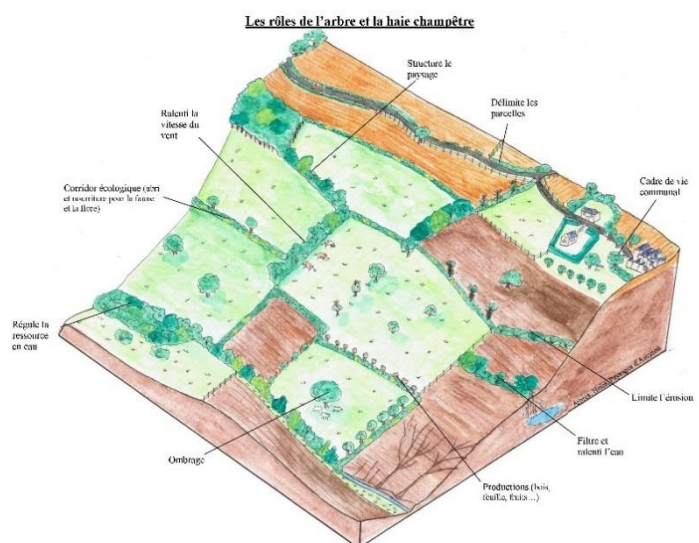 Les rôles de l'arbre et la haie champêtre
Structure le
paysage
Ralenti la
vitesse du
vent
Délimite les
parcelles
Corridor écologique (abri
et nourriture pour la faune
et la flore)
Cadre de vie
communal
Régule la
ressource
en eau
Limite l'érosion
Filtre et
ralenti l'eau
Ombrage
Productions (bois,
feuille, fruits…)